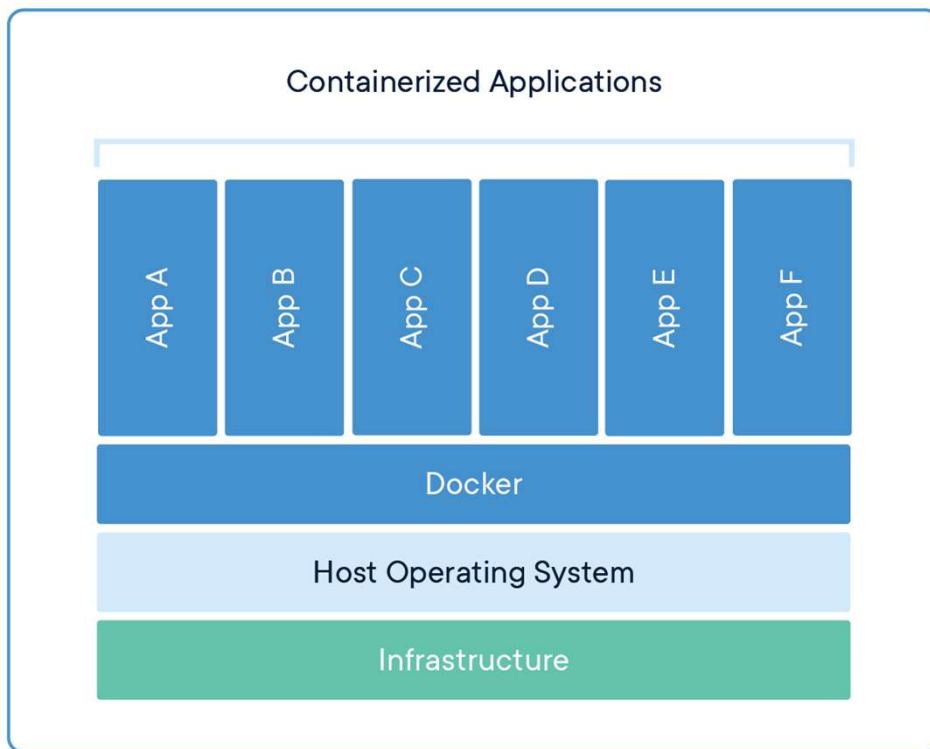 Containerized Applications
App A
App B
App C
App D
App E
App F
Docker
Host Operating System
Infrastructure